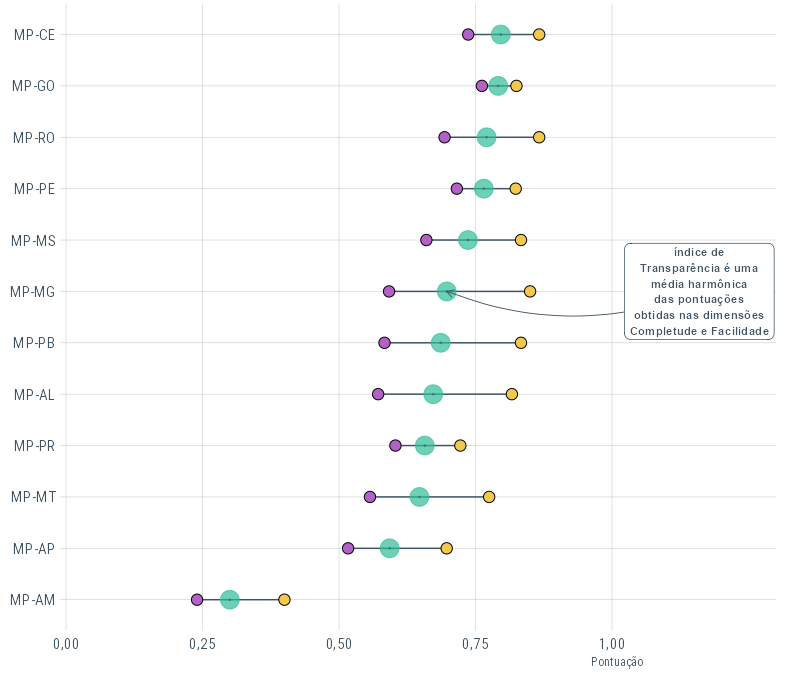 MP-CE
MP-GO
MP-RO
MP-PE
MP-MS
MP-MG
MP-PB
MP-AL
MP-PR
MP-MT
MP-AP
MP-AM
índice de
Transparência é uma
média harmônica
das pontuações
obtidas nas dimensões
Completude e Facilidade
0,00 0,25 0,50 0,75 1,00
Pontuação